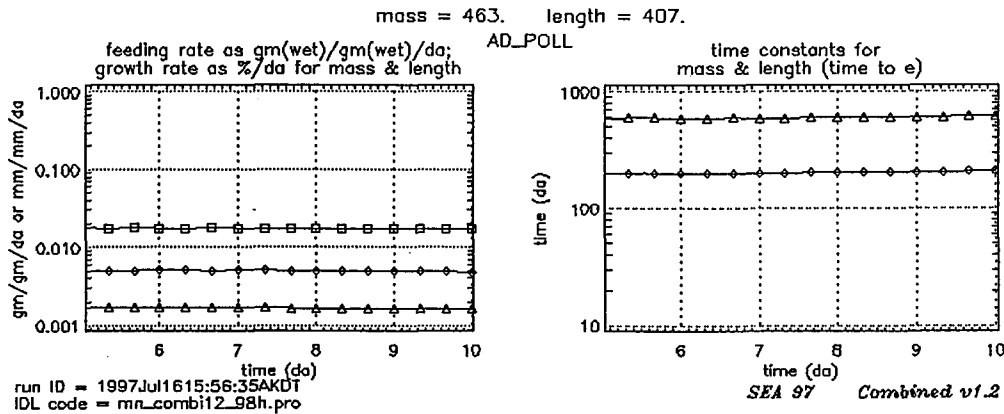 mass = 463. length = 407.
AD_POLL
feeding rate as gm(wet)/gm(wet)/da;
growth rate as %/da for mass & length
gm/gm/da or mm/mm/da
1.000
0.100
0.010
0.001
6 7 8 9 10
time (da)
time constants for
mass & length (time to e)
time (da)
1000
100
10
6 7 8 9 10
time (da)
run ID = 1997Jul1615:56:35AKDT
IDL code = mn_combi12_98h.pro
SEA 97 Combined v1.2